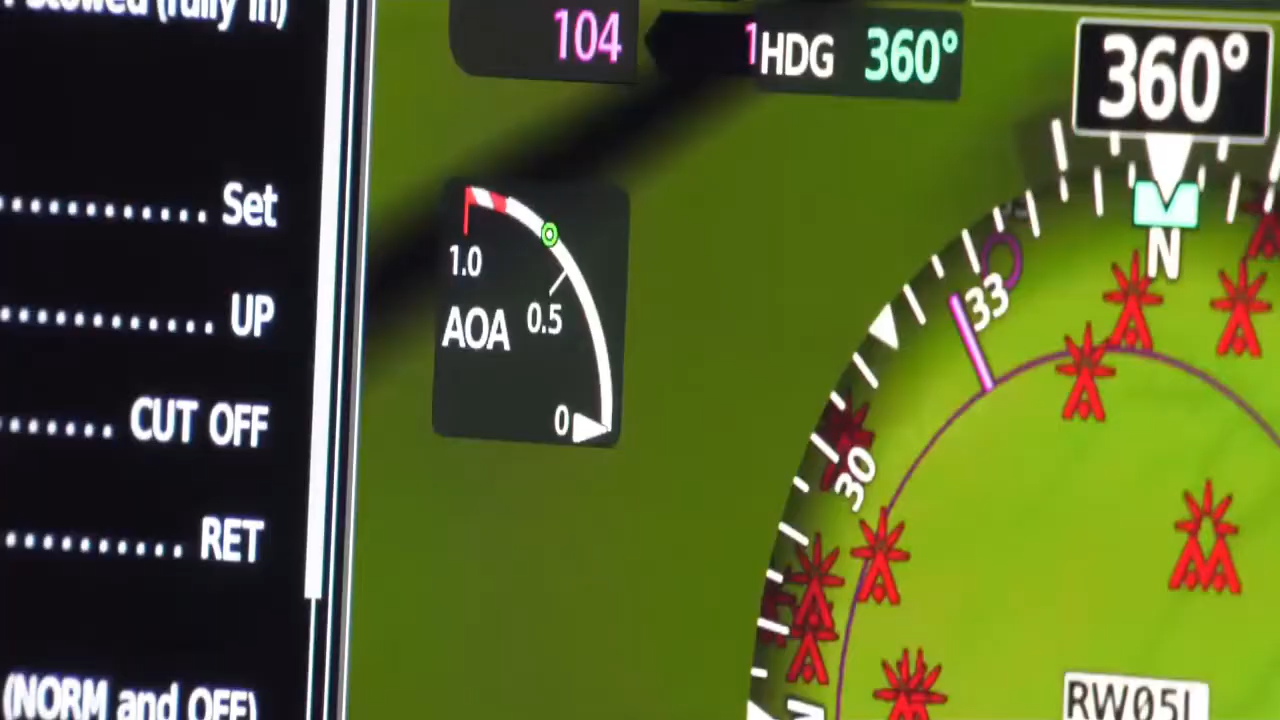 Stowed (fully in)
.............. Set
.............. UP
....... CUT OFF
........... RET
(NORM and OFF)
104
1
HDG 360°
360°
1.0
AOA 0.5
0
N
33
30
RW05L